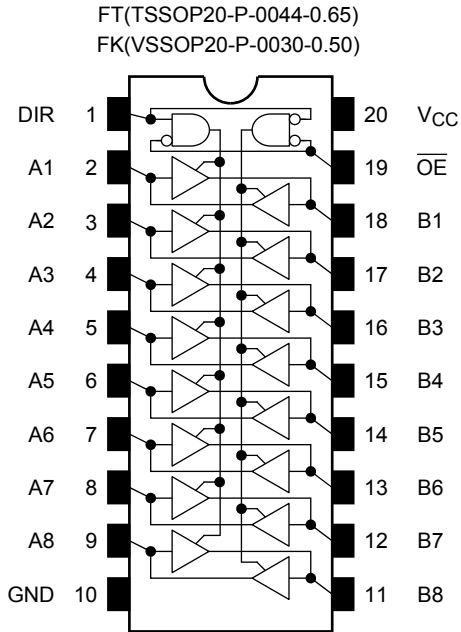 FT(TSSOP20-P-0044-0.65)
FK(VSSOP20-P-0030-0.50)
DIR 1 20 VCC
A1 2 19 O̅E̅
A2 3 18 B1
A3 4 17 B2
A4 5 16 B3
A5 6 15 B4
A6 7 14 B5
A7 8 13 B6
A8 9 12 B7
GND 10 11 B8